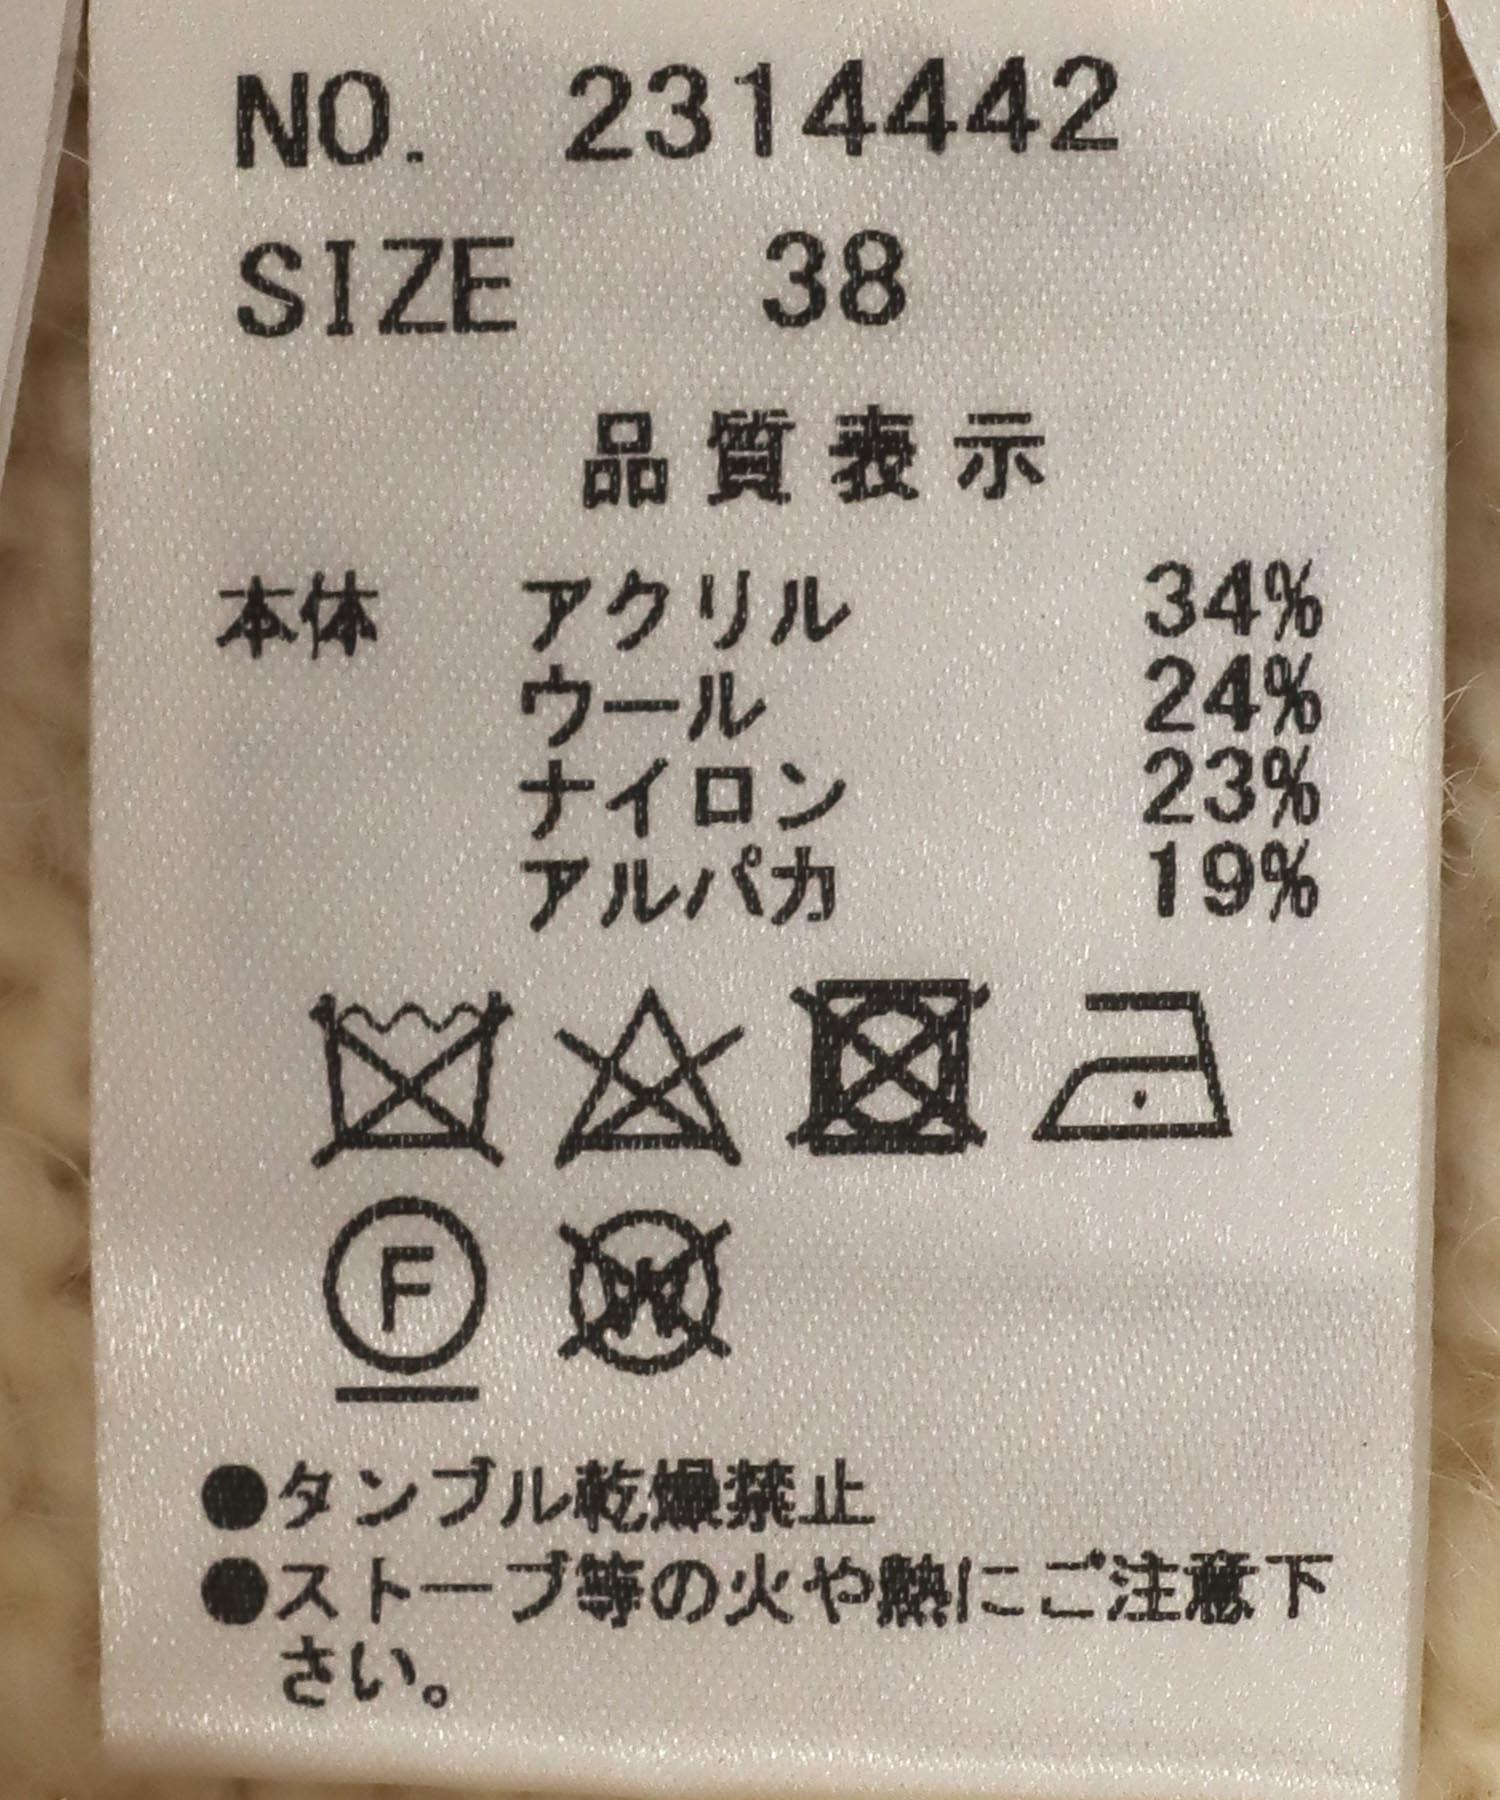 NO. 2314442
SIZE 38
品質表示
本体 アクリル 34%
ウール 24%
ナイロン 23%
アルパカ 19%
F W
●タンブル乾燥禁止
●ストーブ等の火や熱にご注意下
さい。